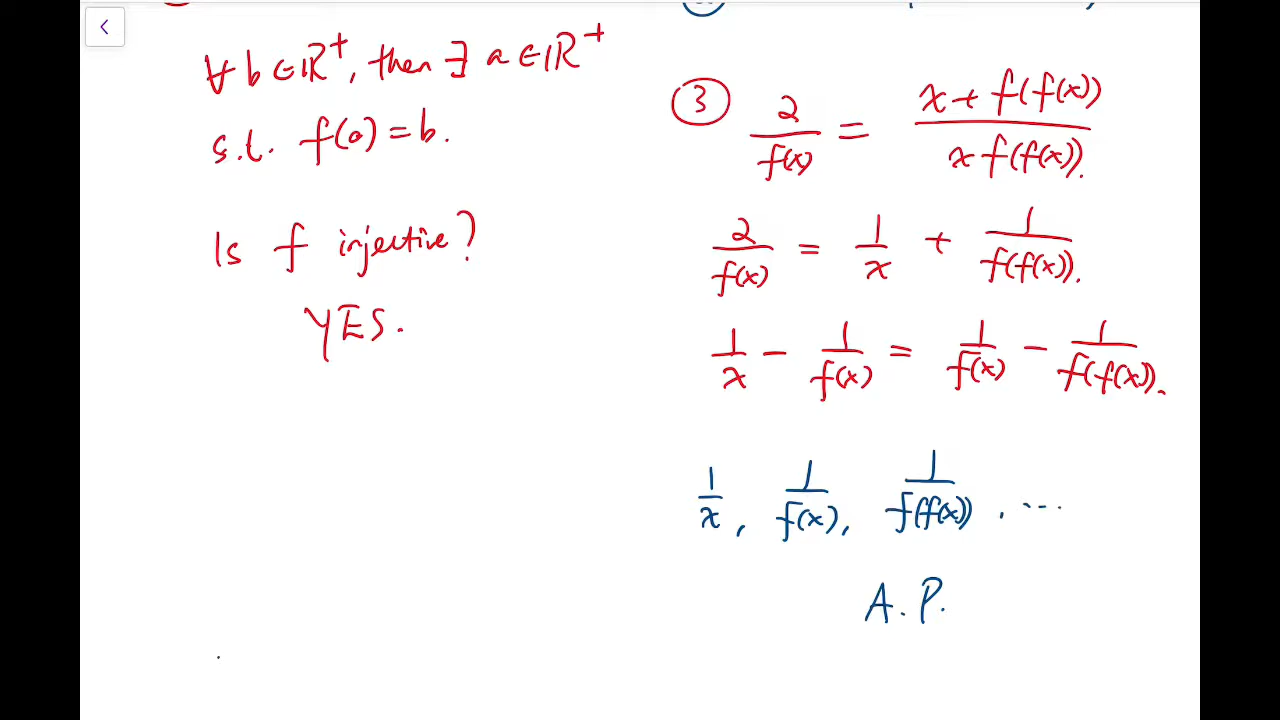 ∀ b ∈ ℝ⁺, then ∃ a ∈ ℝ⁺
s.t. f(a) = b.
Is f injective?
YES.
③ 2/f(x) = (x + f(f(x)))/(x f(f(x))).
2/f(x) = 1/x + 1/f(f(x)).
1/x - 1/f(x) = 1/f(x) - 1/f(f(x)).
1/x, 1/f(x), 1/f(f(x)), ...
A.P.